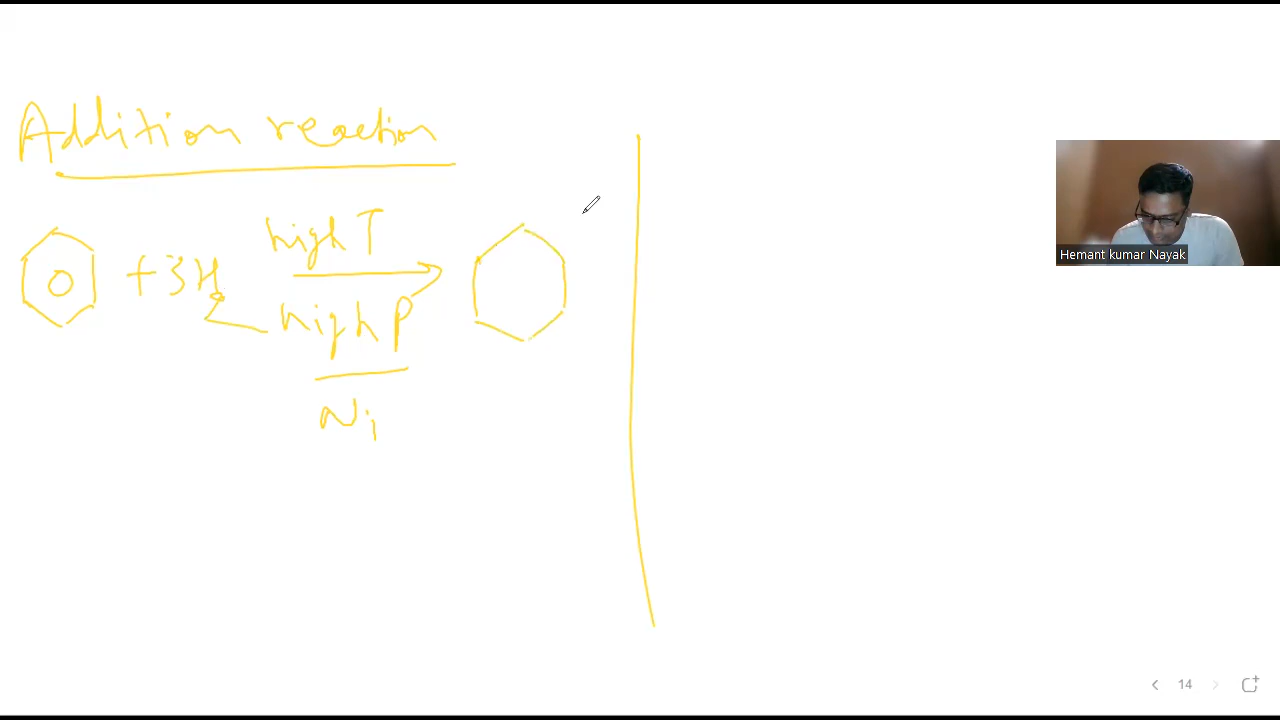 Addition reaction
high T
+ 3H2
high P
Ni
Hemant kumar Nayak
14